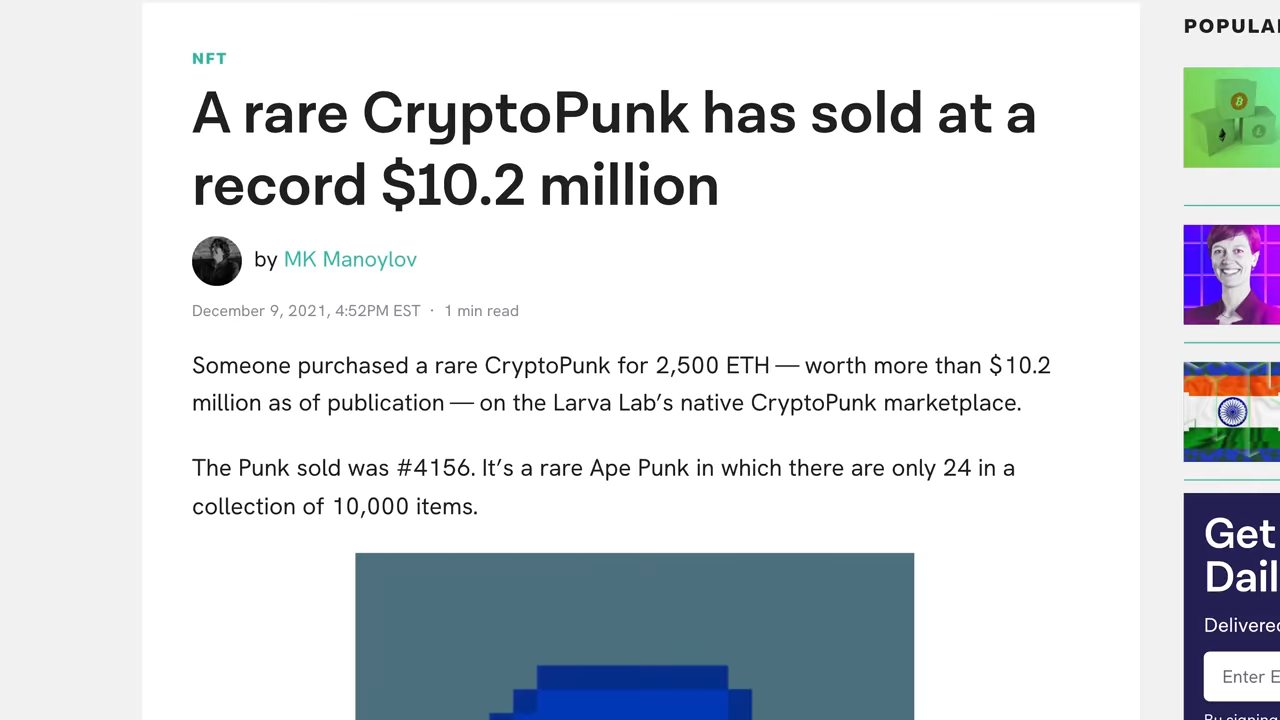 NFT
A rare CryptoPunk has sold at a
record $10.2 million
by MK Manoylov
December 9, 2021, 4:52PM EST · 1 min read
Someone purchased a rare CryptoPunk for 2,500 ETH — worth more than $10.2
million as of publication — on the Larva Lab’s native CryptoPunk marketplace.
The Punk sold was #4156. It’s a rare Ape Punk in which there are only 24 in a
collection of 10,000 items.
POPULAR
Get
Dail
Delivered
Enter E
By signing